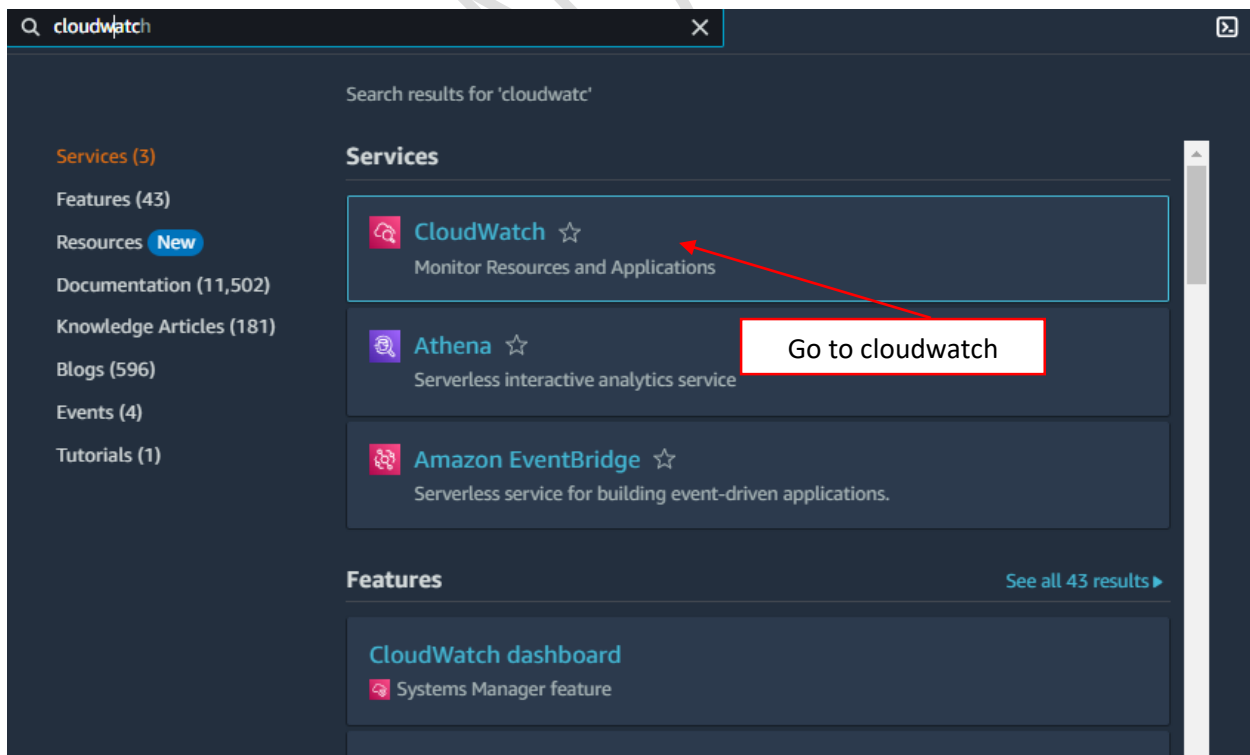 cloudwatch
Search results for 'cloudwatc'
Services (3)
Features (43)
Resources New
Documentation (11,502)
Knowledge Articles (181)
Blogs (596)
Events (4)
Tutorials (1)
Services
CloudWatch
Monitor Resources and Applications
Go to cloudwatch
Athena
Serverless interactive analytics service
Amazon EventBridge
Serverless service for building event-driven applications.
Features
See all 43 results
CloudWatch dashboard
Systems Manager feature